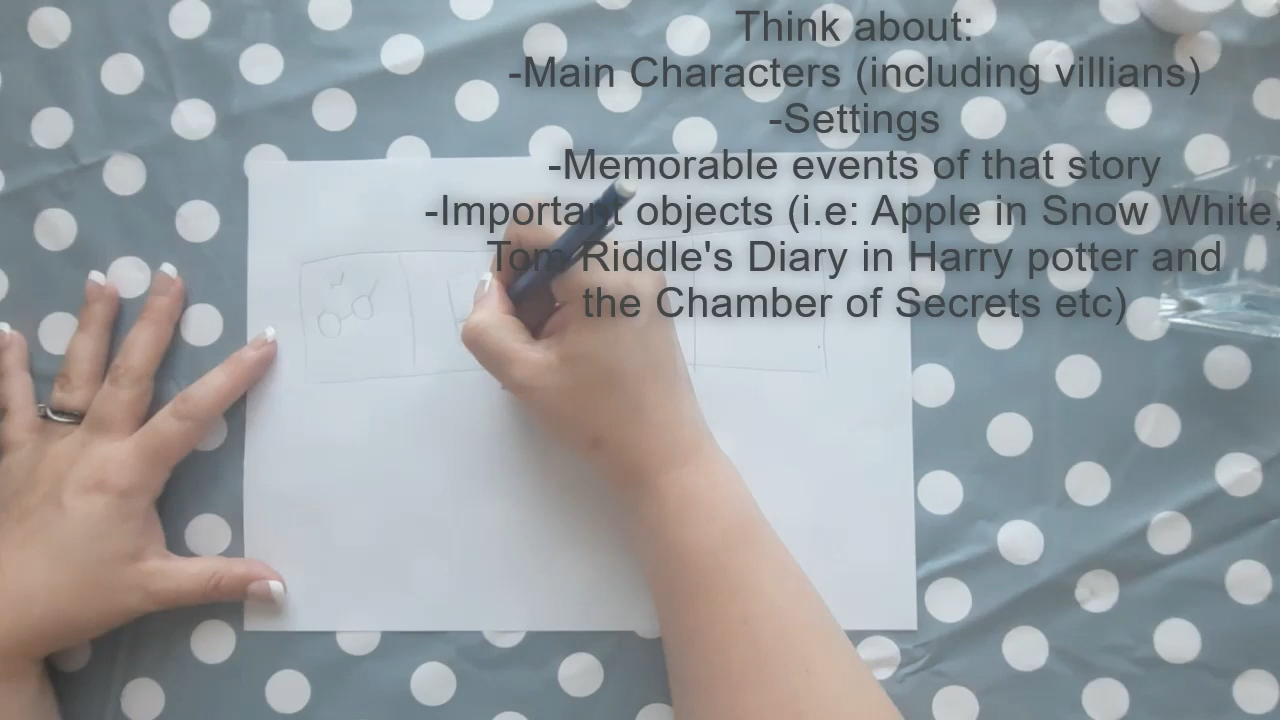 Think about:
-Main Characters (including villians)
-Settings
-Memorable events of that story
-Important objects (i.e: Apple in Snow White,
Tom Riddle's Diary in Harry potter and
the Chamber of Secrets etc)